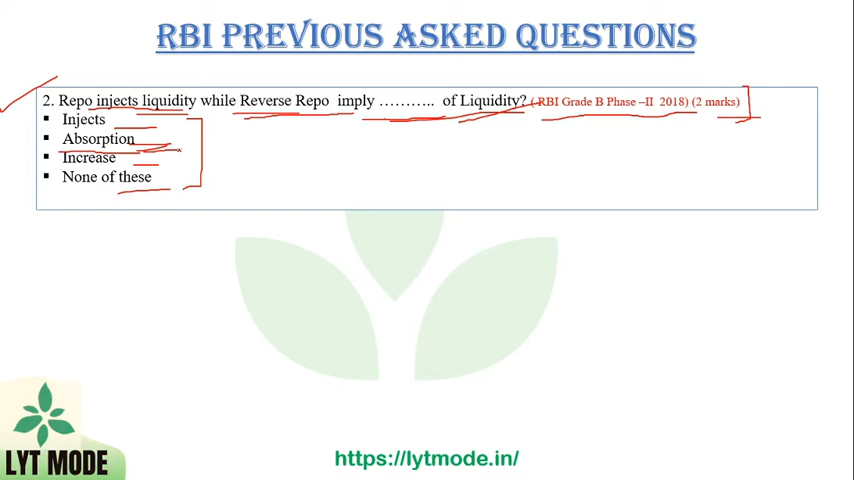 RBI PREVIOUS ASKED QUESTIONS
2. Repo injects liquidity while Reverse Repo imply ……….. of Liquidity? ( RBI Grade B Phase –II 2018) (2 marks)
▪ Injects
▪ Absorption
▪ Increase
▪ None of these
LYT MODE
https://lytmode.in/